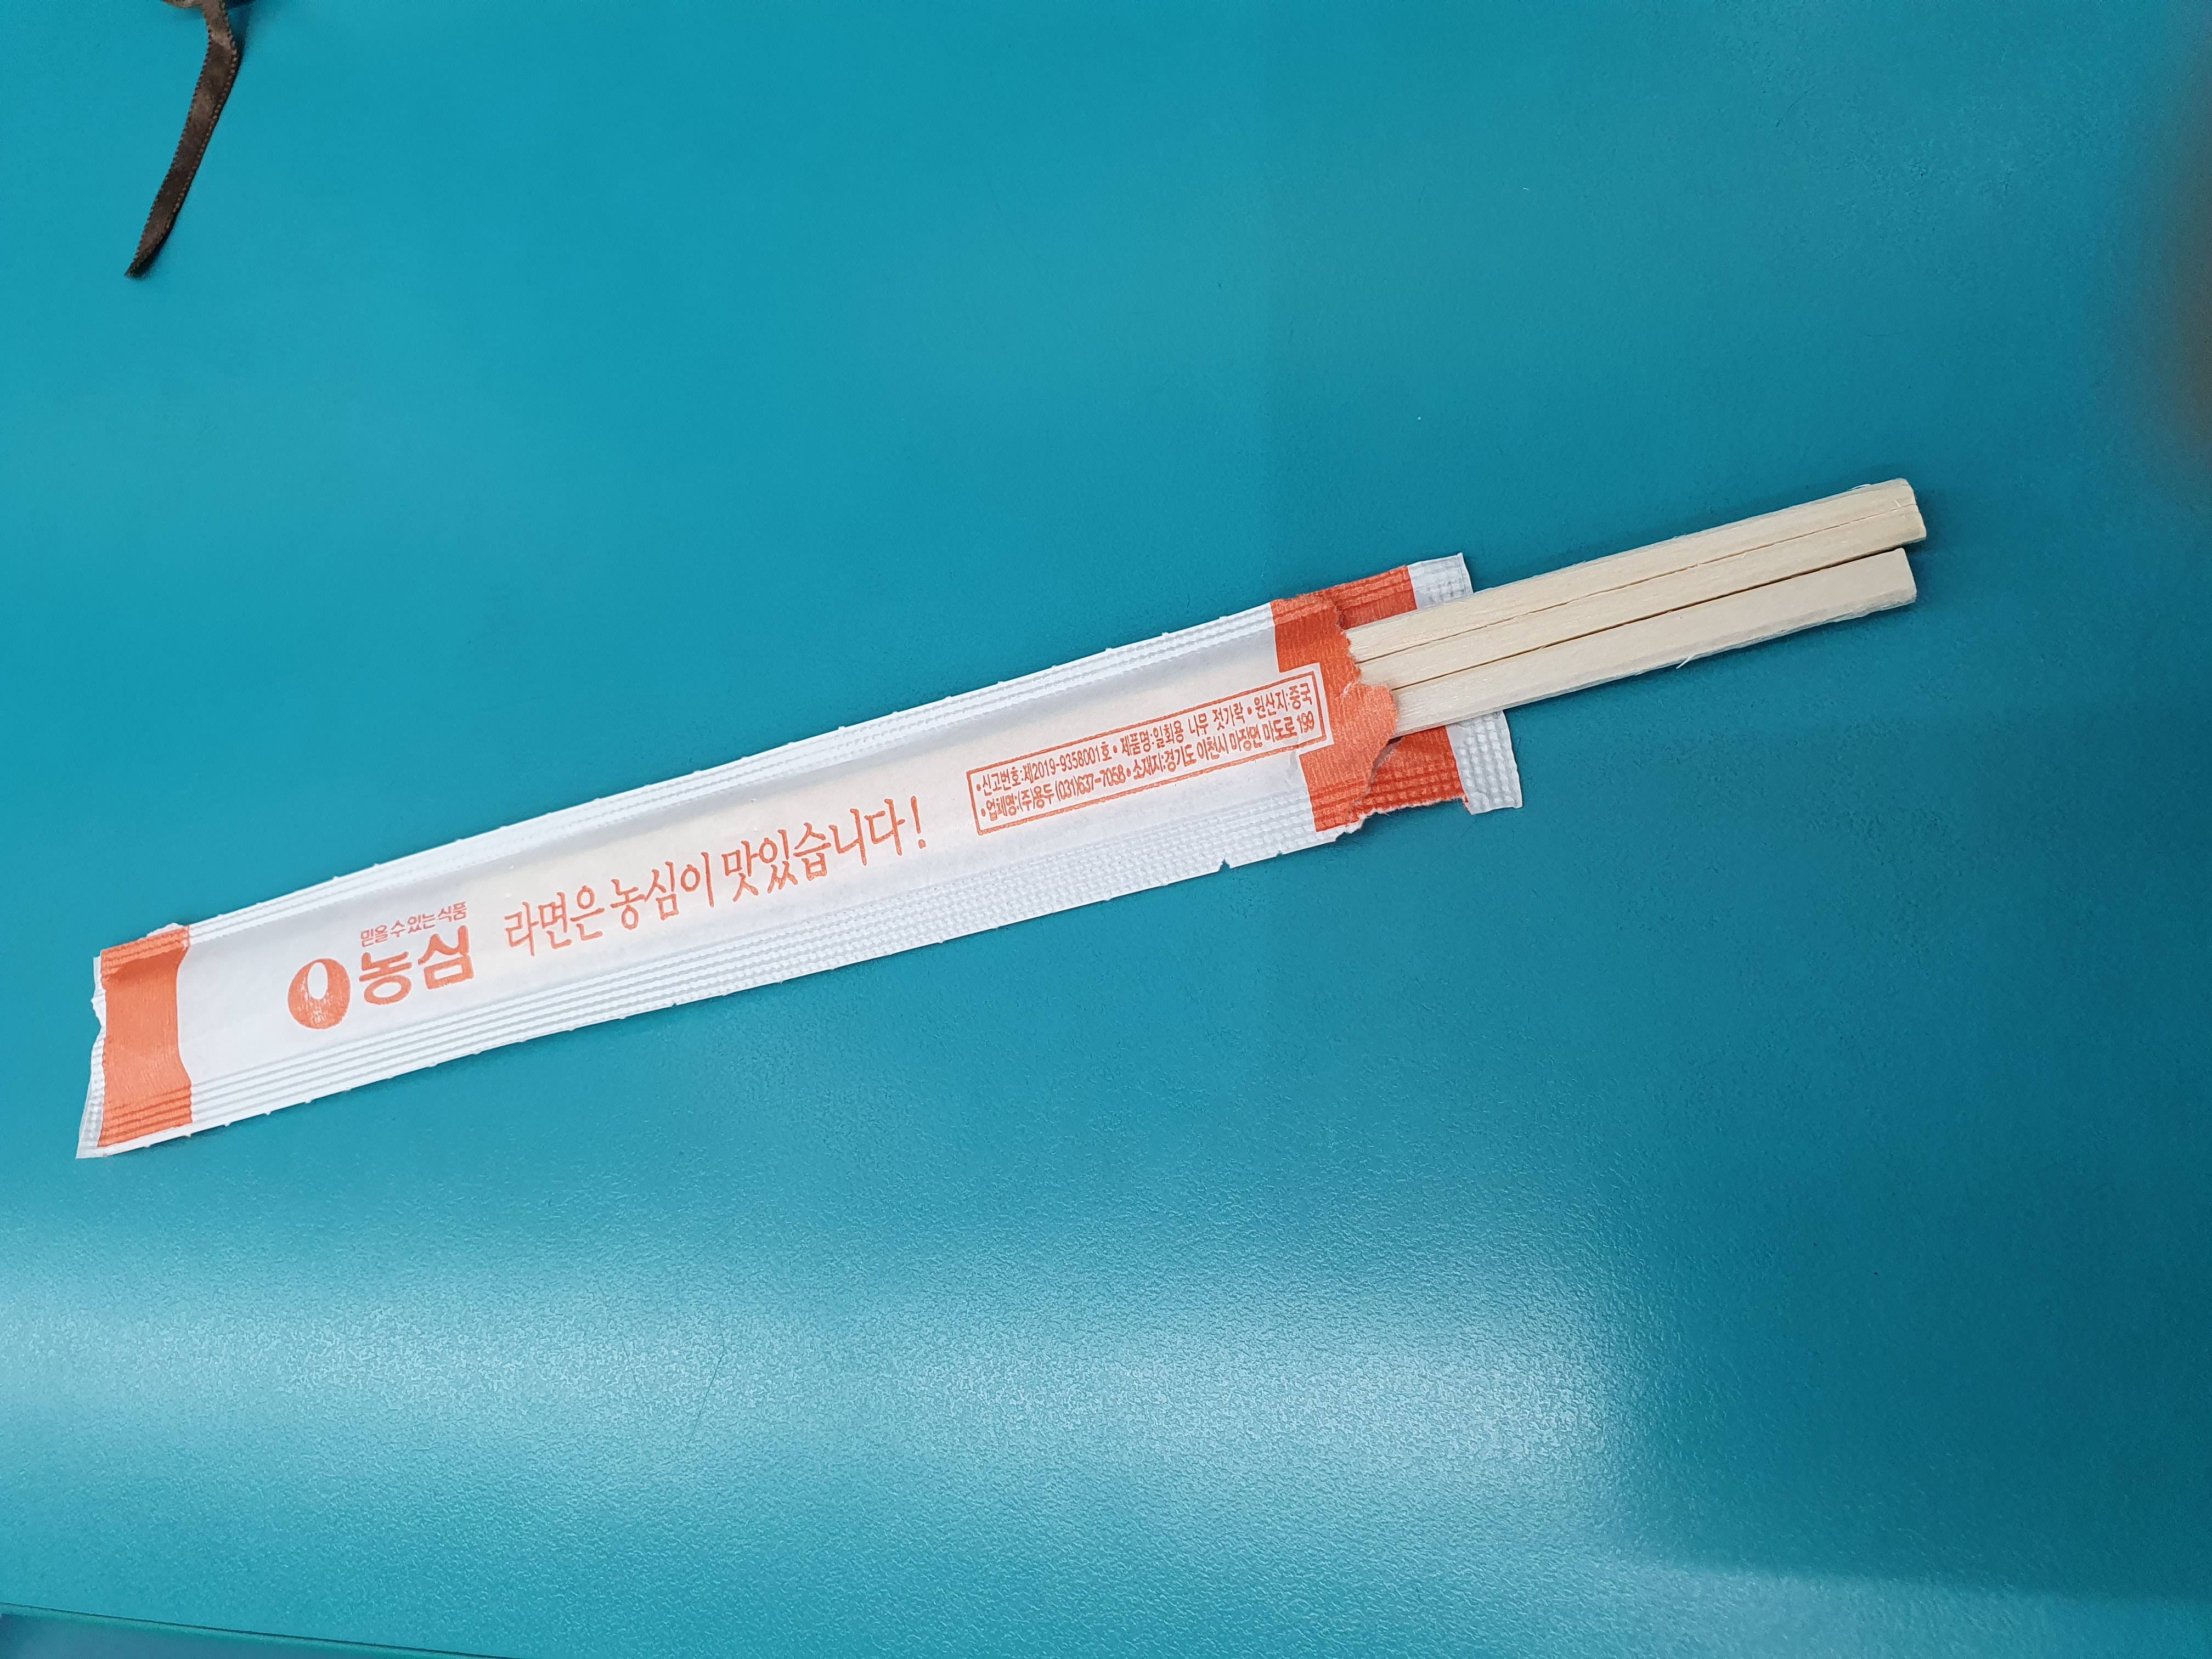 믿을 수 있는 식품
농심
라면은 농심이 맛있습니다!
•신고번호:제2019-9358001호 • 제품명:일회용 나무 젓가락 • 원산지:중국
•업체명:(주)용두 (031)637-7058 • 소재지:경기도 이천시 마장면 마도로 199